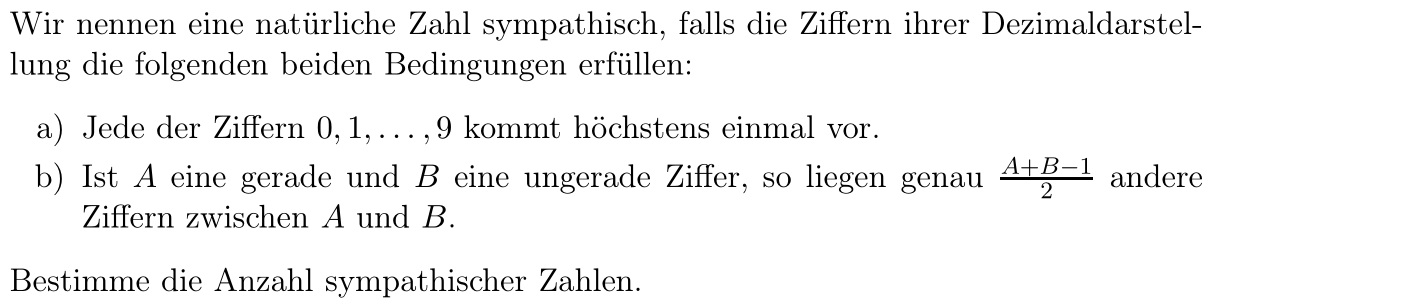 Wir nennen eine natürliche Zahl sympathisch, falls die Ziffern ihrer Dezimaldarstel-
lung die folgenden beiden Bedingungen erfüllen:
a) Jede der Ziffern 0, 1, . . . , 9 kommt höchstens einmal vor.
b) Ist A eine gerade und B eine ungerade Ziffer, so liegen genau \frac{A+B-1}{2} andere
Ziffern zwischen A und B.
Bestimme die Anzahl sympathischer Zahlen.